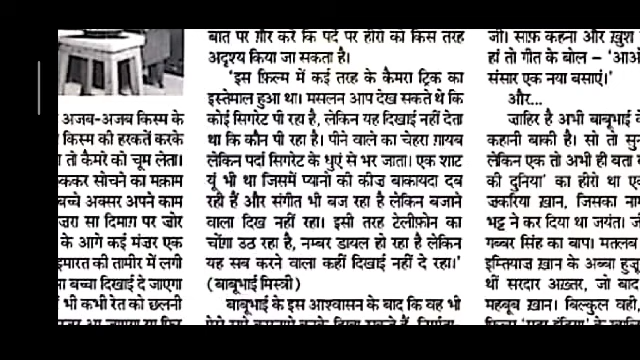 अजब-अजब किस्म के
किस्म की हरकतें करके
तो कैमरे को चूम लेता।
ककर सोचने का मक़ाम
बच्चे अक्सर अपने काम
ज़रा सा दिमाग़ पर ज़ोर
के आगे कई मंज़र एक
इमारत की तामीर में लगी
बच्चा दिखाई दे जाएगा
भी कभी रेत को छलनी
बात पर ग़ौर करें कि पर्दे पर हीरो को किस तरह
अदृश्य किया जा सकता है।
'इस फ़िल्म में कई तरह के कैमरा ट्रिक का
इस्तेमाल हुआ था। मसलन आप देख सकते थे कि
कोई सिगरेट पी रहा है, लेकिन यह दिखाई नहीं देता
था कि कौन पी रहा है। पीने वाले का चेहरा ग़ायब
लेकिन पर्दा सिगरेट के धुएं से भर जाता। एक शाट
यूं भी था जिसमें प्यानो की कीज़ बाकायदा दब
रही हैं और संगीत भी बज रहा है लेकिन बजाने
वाला दिख नहीं रहा। इसी तरह टेलीफ़ोन का
चोंगा उठ रहा है, नम्बर डायल हो रहा है लेकिन
यह सब करने वाला कहीं दिखाई नहीं दे रहा।'
(बाबूभाई मिस्त्री)
बाबूभाई के इस आश्वासन के बाद कि वह भी
जी। साफ़ कहना और ख़ुश
हां तो गीत के बोल – 'आओ
संसार एक नया बसाएं।'
और...
ज़ाहिर है अभी बाबूभाई
कहानी बाकी है। सो तो सुन
लेकिन एक तो अभी ही बता
की दुनिया' का हीरो था एक
ज़करिया ख़ान, जिसका नाम
भट्ट ने कर दिया था जयंत।
गब्बर सिंह का बाप। मतलब
इम्तियाज़ ख़ान के अब्बा हुज़ू
थीं सरदार अख़्तर, जो बाद
महबूब ख़ान। बिल्कुल वही,